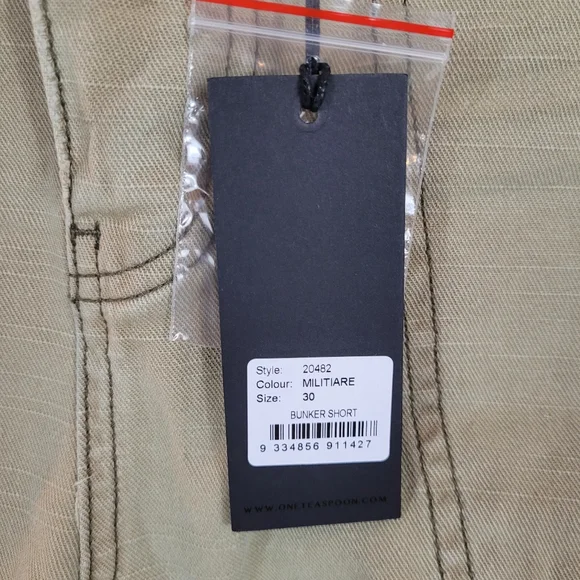 Style: 20482
Colour: MILITIARE
Size: 30
BUNKER SHORT
9 334856 911427
WWW.ONETEASPOON.COM